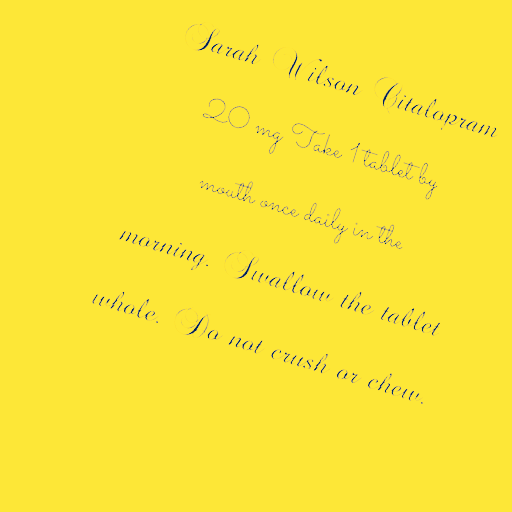 Sarah Wilson Citalopram
20 mg Take 1 tablet by
mouth once daily in the
morning. Swallow the tablet
whole. Do not crush or chew.